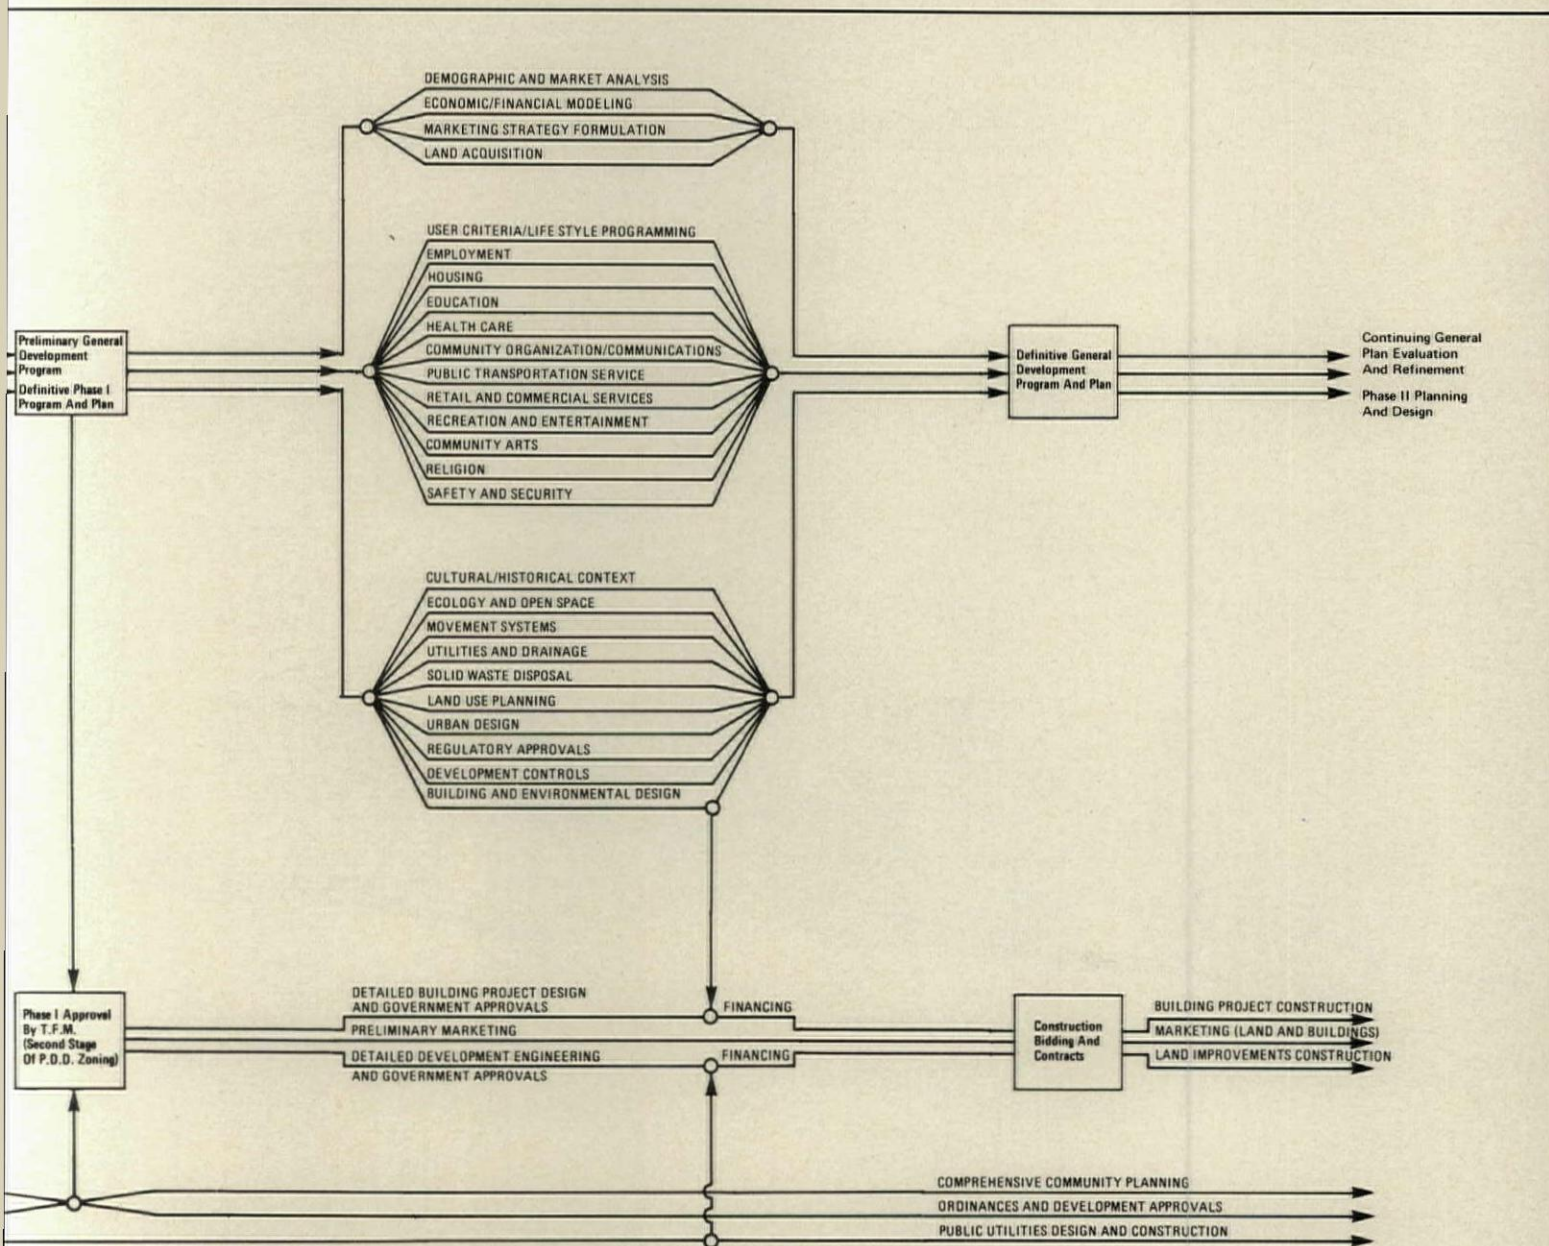 DEMOGRAPHIC AND MARKET ANALYSIS
ECONOMIC/FINANCIAL MODELING
MARKETING STRATEGY FORMULATION
LAND ACQUISITION
USER CRITERIA/LIFE STYLE PROGRAMMING
EMPLOYMENT
HOUSING
EDUCATION
HEALTH CARE
COMMUNITY ORGANIZATION/COMMUNICATIONS
PUBLIC TRANSPORTATION SERVICE
RETAIL AND COMMERCIAL SERVICES
RECREATION AND ENTERTAINMENT
COMMUNITY ARTS
RELIGION
SAFETY AND SECURITY
Preliminary General
Development
Program
Definitive Phase I
Program And Plan
Definitive General
Development
Program And Plan
Continuing General
Plan Evaluation
And Refinement
Phase II Planning
And Design
CULTURAL/HISTORICAL CONTEXT
ECOLOGY AND OPEN SPACE
MOVEMENT SYSTEMS
UTILITIES AND DRAINAGE
SOLID WASTE DISPOSAL
LAND USE PLANNING
URBAN DESIGN
REGULATORY APPROVALS
DEVELOPMENT CONTROLS
BUILDING AND ENVIRONMENTAL DESIGN
Phase I Approval
By T.F.M.
(Second Stage
Of P.D.D. Zoning)
DETAILED BUILDING PROJECT DESIGN
AND GOVERNMENT APPROVALS
FINANCING
PRELIMINARY MARKETING
DETAILED DEVELOPMENT ENGINEERING
AND GOVERNMENT APPROVALS
FINANCING
Construction
Bidding And
Contracts
BUILDING PROJECT CONSTRUCTION
MARKETING (LAND AND BUILDINGS)
LAND IMPROVEMENTS CONSTRUCTION
COMPREHENSIVE COMMUNITY PLANNING
ORDINANCES AND DEVELOPMENT APPROVALS
PUBLIC UTILITIES DESIGN AND CONSTRUCTION